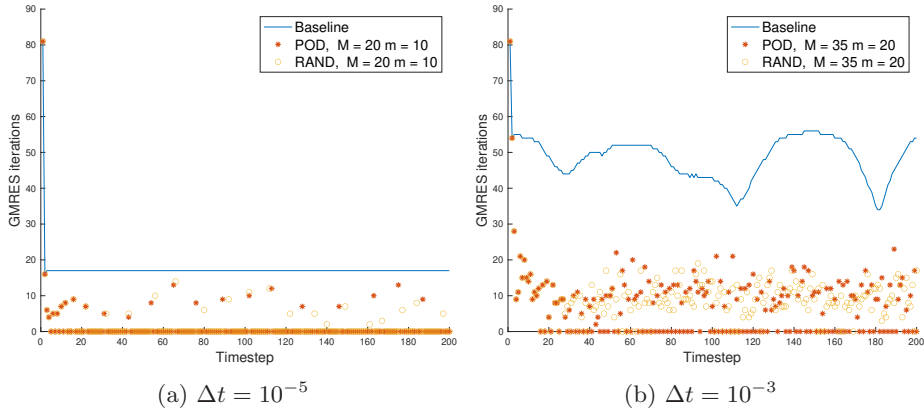 90
80
70
60
50
40
30
20
10
0
GMRES iterations
Baseline
POD, M = 20 m = 10
RAND, M = 20 m = 10
0 20 40 60 80 100 120 140 160 180 200
Timestep
(a) Δt = 10⁻⁵
90
80
70
60
50
40
30
20
10
0
GMRES iterations
Baseline
POD, M = 35 m = 20
RAND, M = 35 m = 20
0 20 40 60 80 100 120 140 160 180 200
Timestep
(b) Δt = 10⁻³